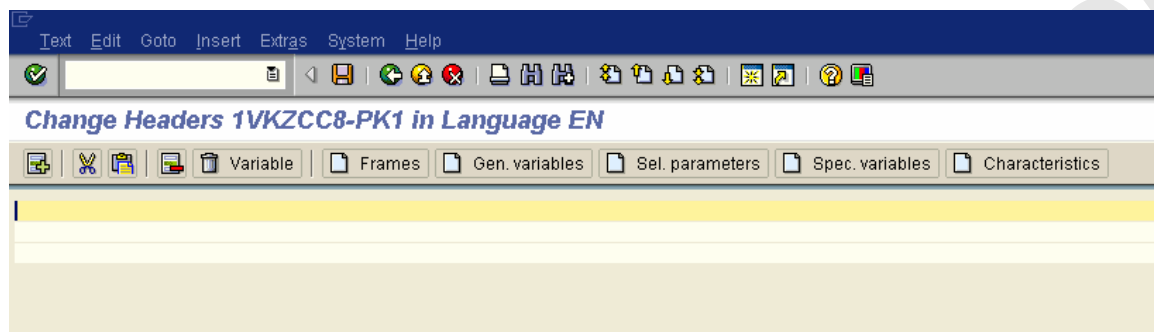 Text Edit Goto Insert Extras System Help
Change Headers 1VKZCC8-PK1 in Language EN
Variable Frames Gen. variables Sel. parameters Spec. variables Characteristics